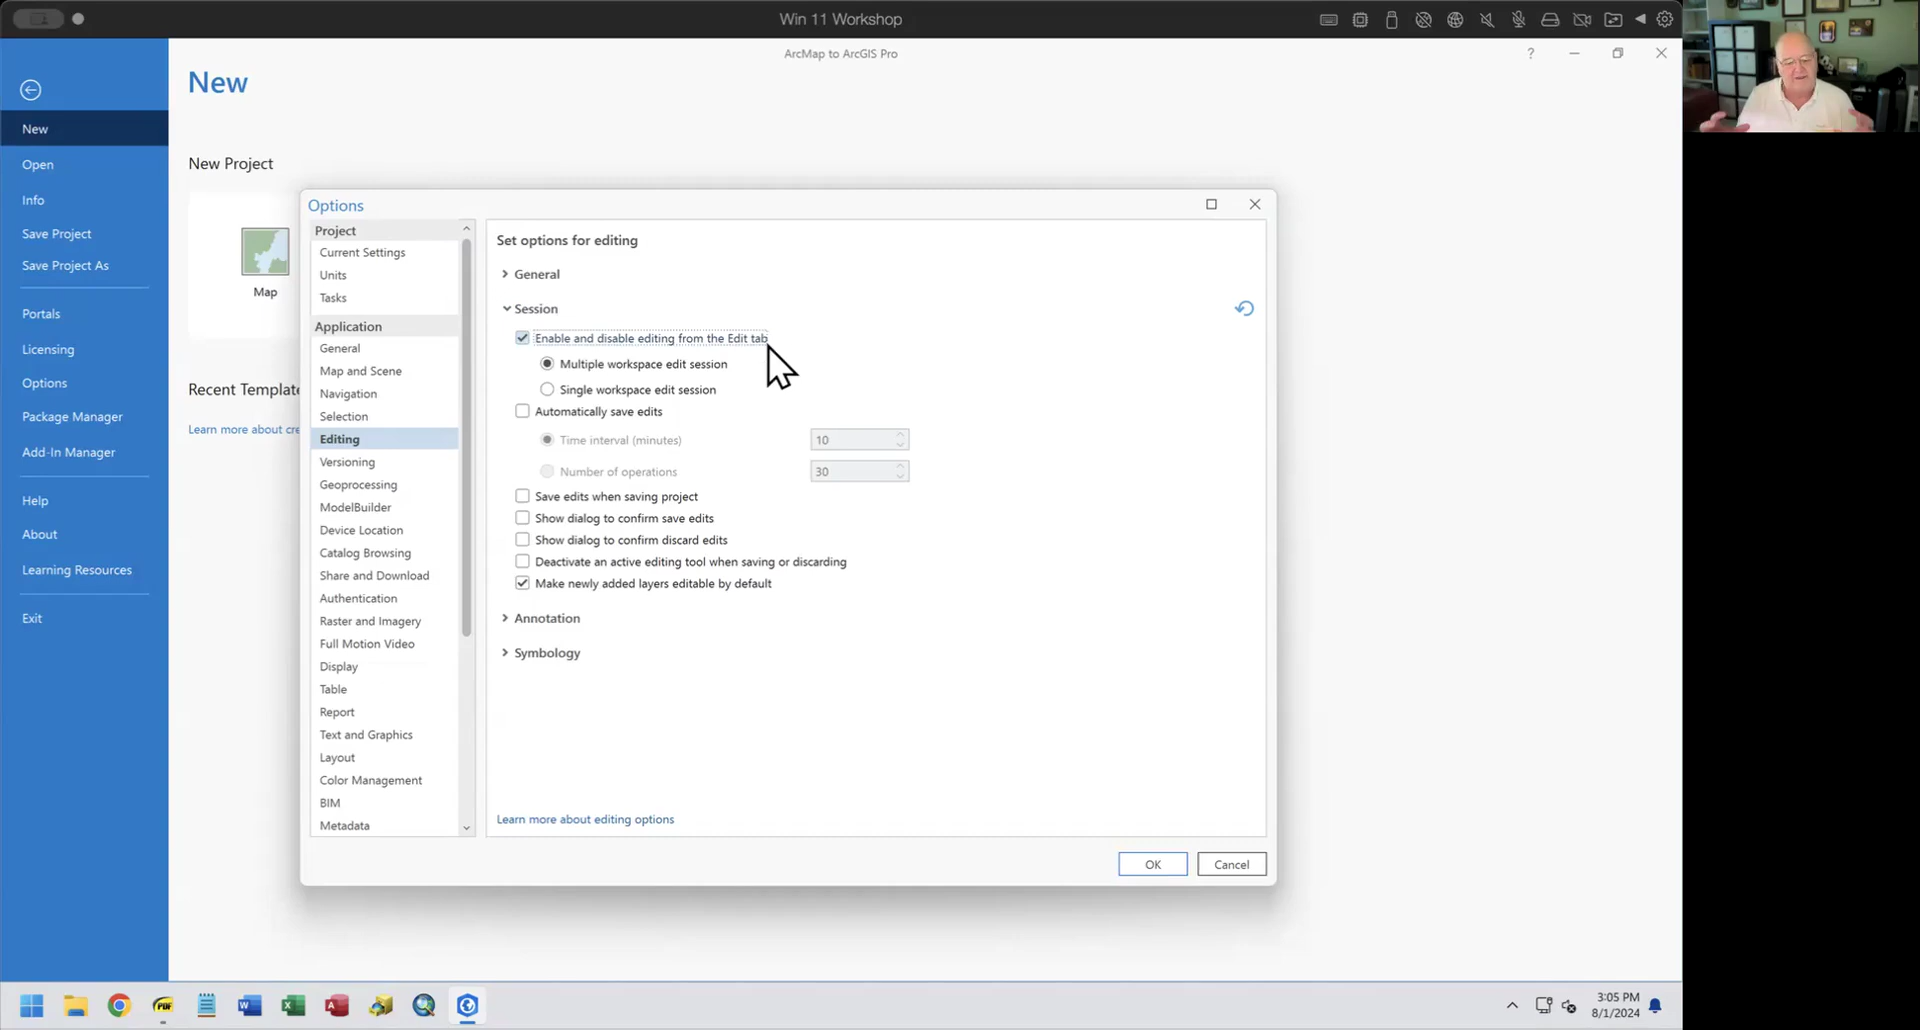 Win 11 Workshop
ArcMap to ArcGIS Pro
?
New
New
Open
Info
Save Project
Save Project As
Portals
Licensing
Options
Package Manager
Add-In Manager
Help
About
Learning Resources
Exit
New Project
Map
Recent Template
Learn more about cre
Options
Project
Current Settings
Units
Tasks
Application
General
Map and Scene
Navigation
Selection
Editing
Versioning
Geoprocessing
ModelBuilder
Device Location
Catalog Browsing
Share and Download
Authentication
Raster and Imagery
Full Motion Video
Display
Table
Report
Text and Graphics
Layout
Color Management
BIM
Metadata
Set options for editing
General
Session
Enable and disable editing from the Edit tab
Multiple workspace edit session
Single workspace edit session
Automatically save edits
Time interval (minutes) 10
Number of operations 30
Save edits when saving project
Show dialog to confirm save edits
Show dialog to confirm discard edits
Deactivate an active editing tool when saving or discarding
Make newly added layers editable by default
Annotation
Symbology
Learn more about editing options
OK Cancel
PDF
3:05 PM
8/1/2024